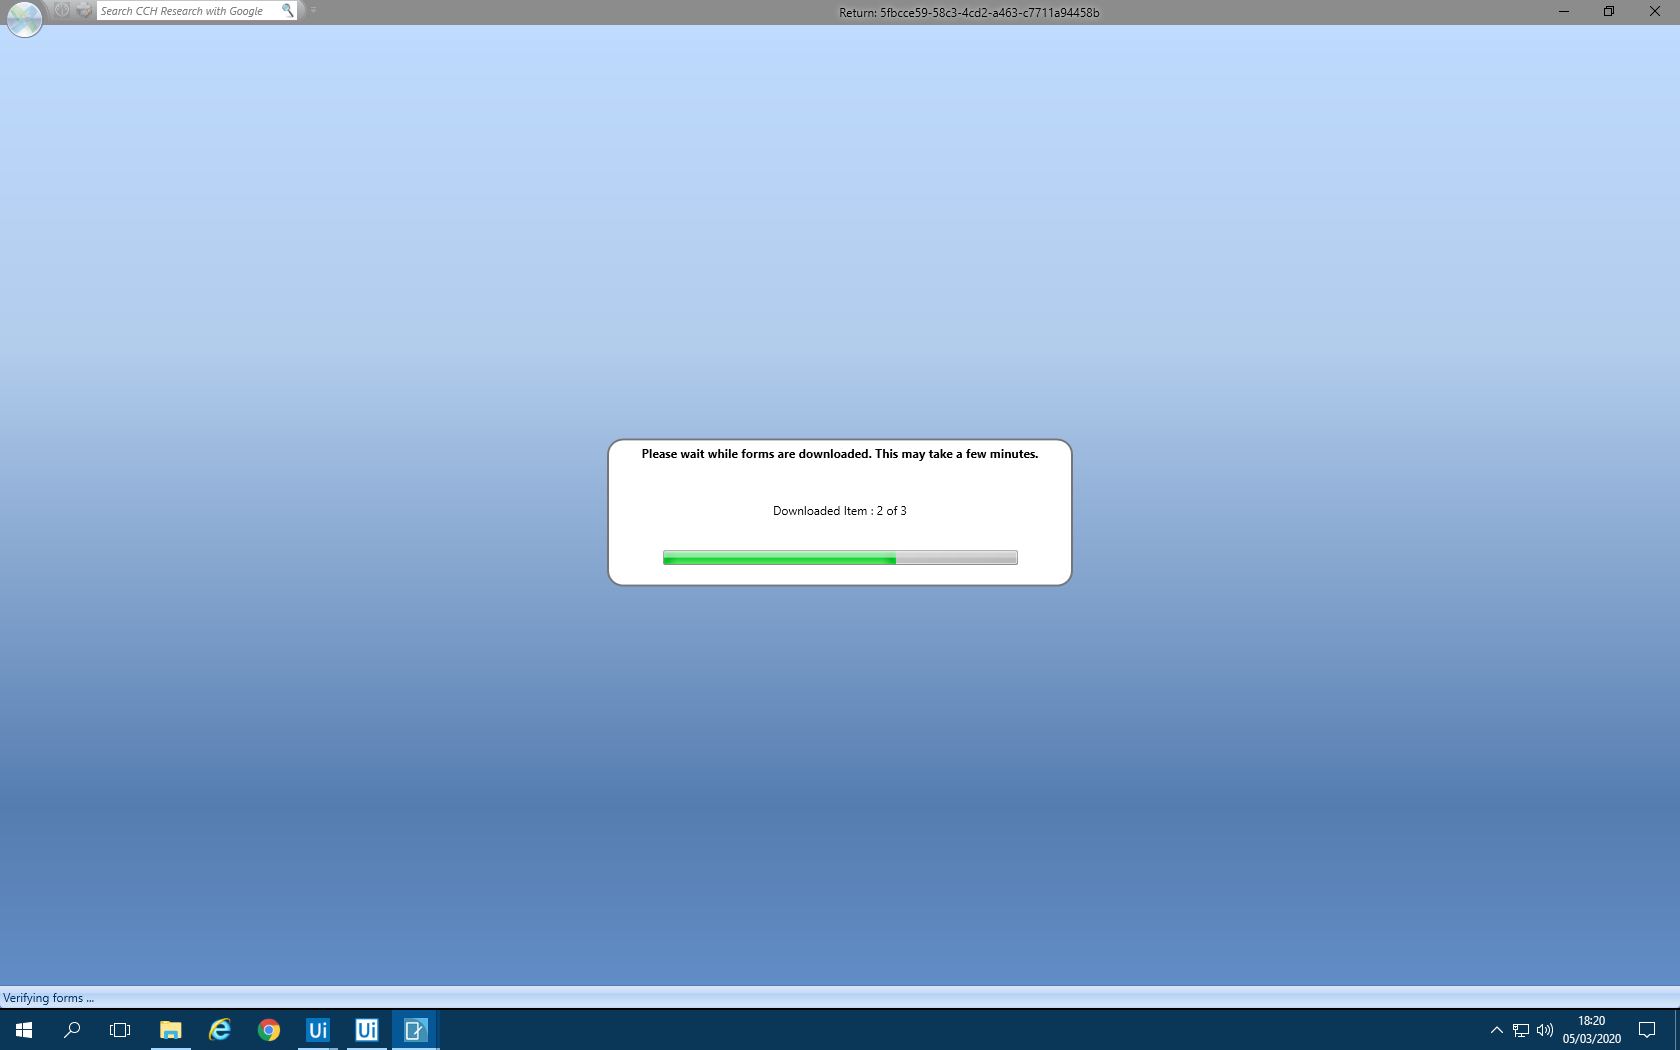 Search CCH Research with Google
Return: 5fbcce59-58c3-4cd2-a463-c7711a94458b
Please wait while forms are downloaded. This may take a few minutes.
Downloaded Item : 2 of 3
Verifying forms ...
Ui
Ui
18:20
05/03/2020